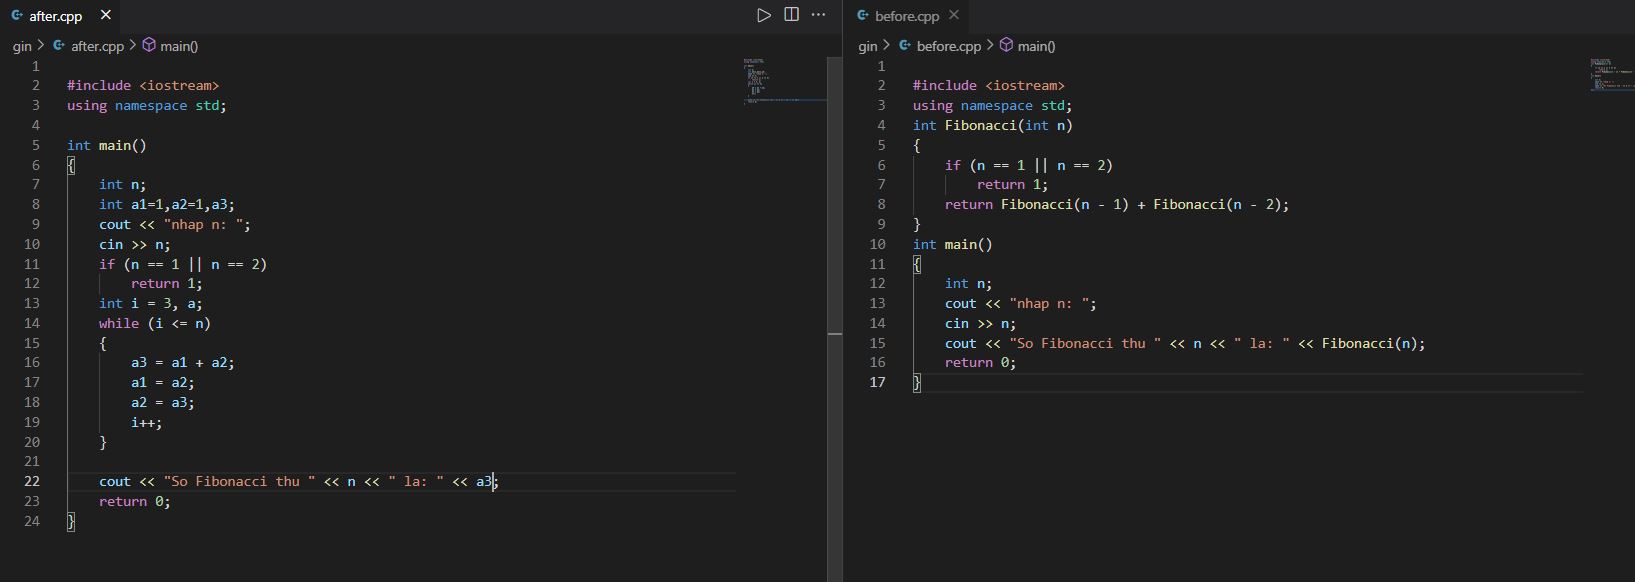 after.cpp
gin > after.cpp > main()
1
2 #include <iostream>
3 using namespace std;
4
5 int main()
6 {
7 int n;
8 int a1=1,a2=1,a3;
9 cout << "nhap n: ";
10 cin >> n;
11 if (n == 1 || n == 2)
12 return 1;
13 int i = 3, a;
14 while (i <= n)
15 {
16 a3 = a1 + a2;
17 a1 = a2;
18 a2 = a3;
19 i++;
20 }
21
22 cout << "So Fibonacci thu " << n << " la: " << a3;
23 return 0;
24 }
before.cpp
gin > before.cpp > main()
1
2 #include <iostream>
3 using namespace std;
4 int Fibonacci(int n)
5 {
6 if (n == 1 || n == 2)
7 return 1;
8 return Fibonacci(n - 1) + Fibonacci(n - 2);
9 }
10 int main()
11 {
12 int n;
13 cout << "nhap n: ";
14 cin >> n;
15 cout << "So Fibonacci thu " << n << " la: " << Fibonacci(n);
16 return 0;
17 }